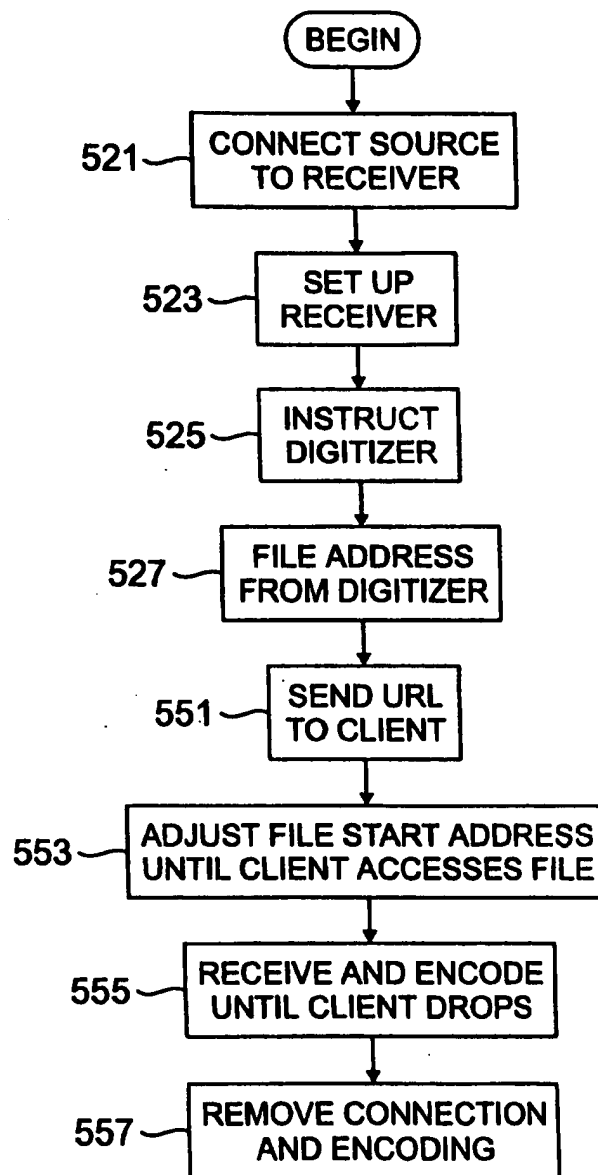 BEGIN
521
CONNECT SOURCE
TO RECEIVER
523
SET UP
RECEIVER
525
INSTRUCT
DIGITIZER
527
FILE ADDRESS
FROM DIGITIZER
551
SEND URL
TO CLIENT
553
ADJUST FILE START ADDRESS
UNTIL CLIENT ACCESSES FILE
555
RECEIVE AND ENCODE
UNTIL CLIENT DROPS
557
REMOVE CONNECTION
AND ENCODING